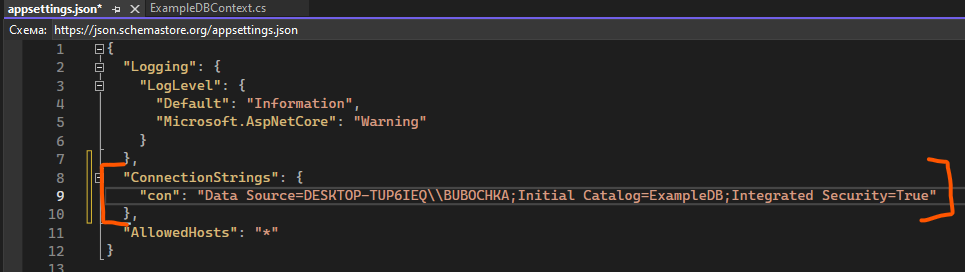 appsettings.json*
ExampleDBContext.cs
Схема: https://json.schemastore.org/appsettings.json
1 {
2 "Logging": {
3 "LogLevel": {
4 "Default": "Information",
5 "Microsoft.AspNetCore": "Warning"
6 }
7 },
8 "ConnectionStrings": {
9 "con": "Data Source=DESKTOP-TUP6IEQ\\BUBOCHKA;Initial Catalog=ExampleDB;Integrated Security=True"
10 },
11 "AllowedHosts": "*"
12 }
13